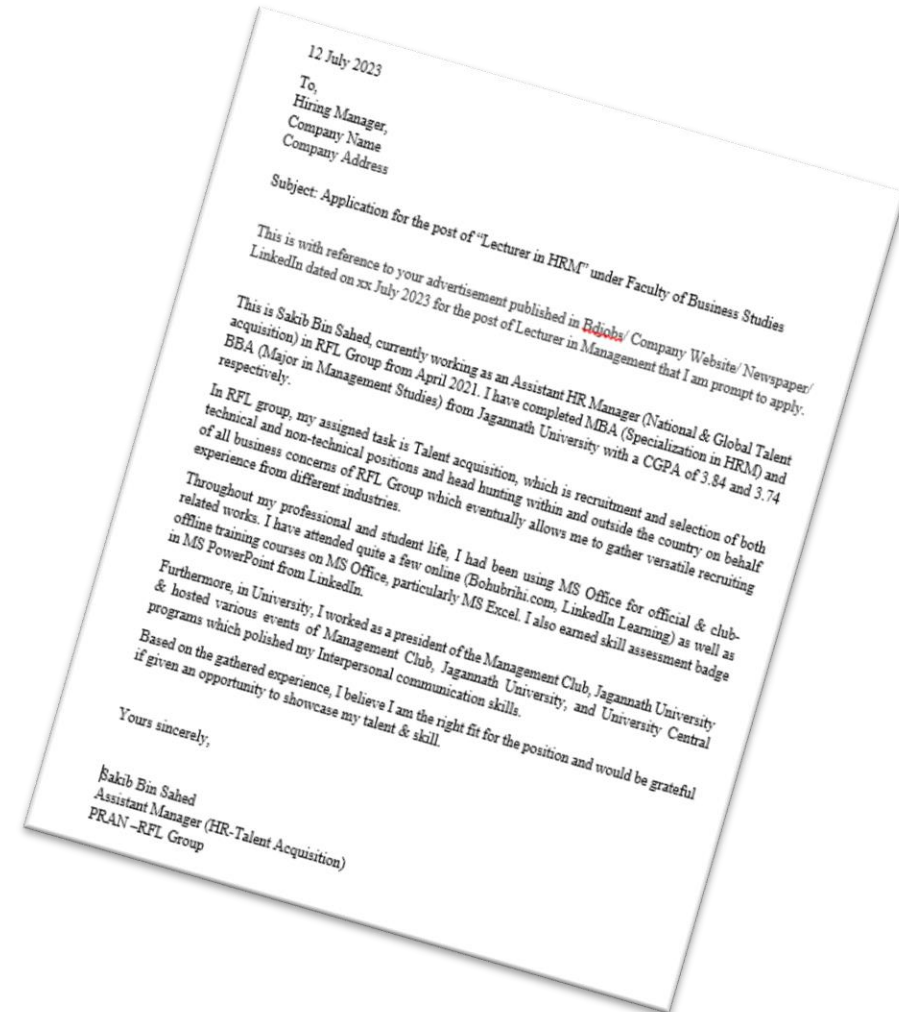 12 July 2023
To,
Hiring Manager,
Company Name
Company Address
Subject: Application for the post of “Lecturer in HRM” under Faculty of Business Studies
This is with reference to your advertisement published in Bdjobs/ Company Website/ Newspaper/
LinkedIn dated on xx July 2023 for the post of Lecturer in Management that I am prompt to apply.
This is Sakib Bin Sahed, currently working as an Assistant HR Manager (National & Global Talent
acquisition) in RFL Group from April 2021. I have completed MBA (Specialization in HRM) and
BBA (Major in Management Studies) from Jagannath University with a CGPA of 3.84 and 3.74
respectively.
In RFL group, my assigned task is Talent acquisition, which is recruitment and selection of both
technical and non-technical positions and head hunting within and outside the country on behalf
of all business concerns of RFL Group which eventually allows me to gather versatile recruiting
experience from different industries.
Throughout my professional and student life, I had been using MS Office for official & club-
related works. I have attended quite a few online (Bohubrihi.com, LinkedIn Learning) as well as
offline training courses on MS Office, particularly MS Excel. I also earned skill assessment badge
in MS PowerPoint from LinkedIn.
Furthermore, in University, I worked as a president of the Management Club, Jagannath University
& hosted various events of Management Club, Jagannath University, and University Central
programs which polished my Interpersonal communication skills.
Based on the gathered experience, I believe I am the right fit for the position and would be grateful
if given an opportunity to showcase my talent & skill.
Yours sincerely,
Sakib Bin Sahed
Assistant Manager (HR-Talent Acquisition)
PRAN –RFL Group